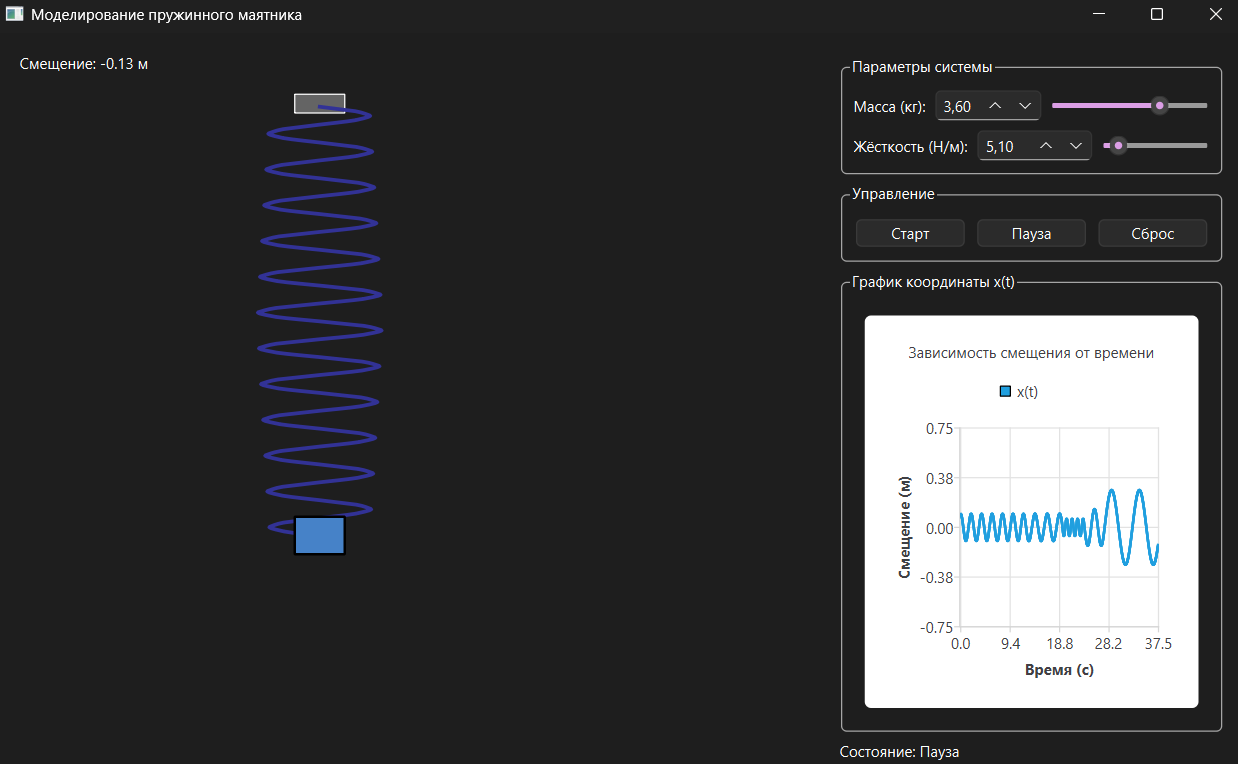 Моделирование пружинного маятника
Смещение: -0.13 м
Параметры системы
Масса (кг): 3,60
Жёсткость (Н/м): 5,10
Управление
Старт Пауза Сброс
График координаты x(t)
Зависимость смещения от времени
x(t)
0.75
0.38
0.00
-0.38
-0.75
Смещение (м)
0.0 9.4 18.8 28.2 37.5
Время (с)
Состояние: Пауза